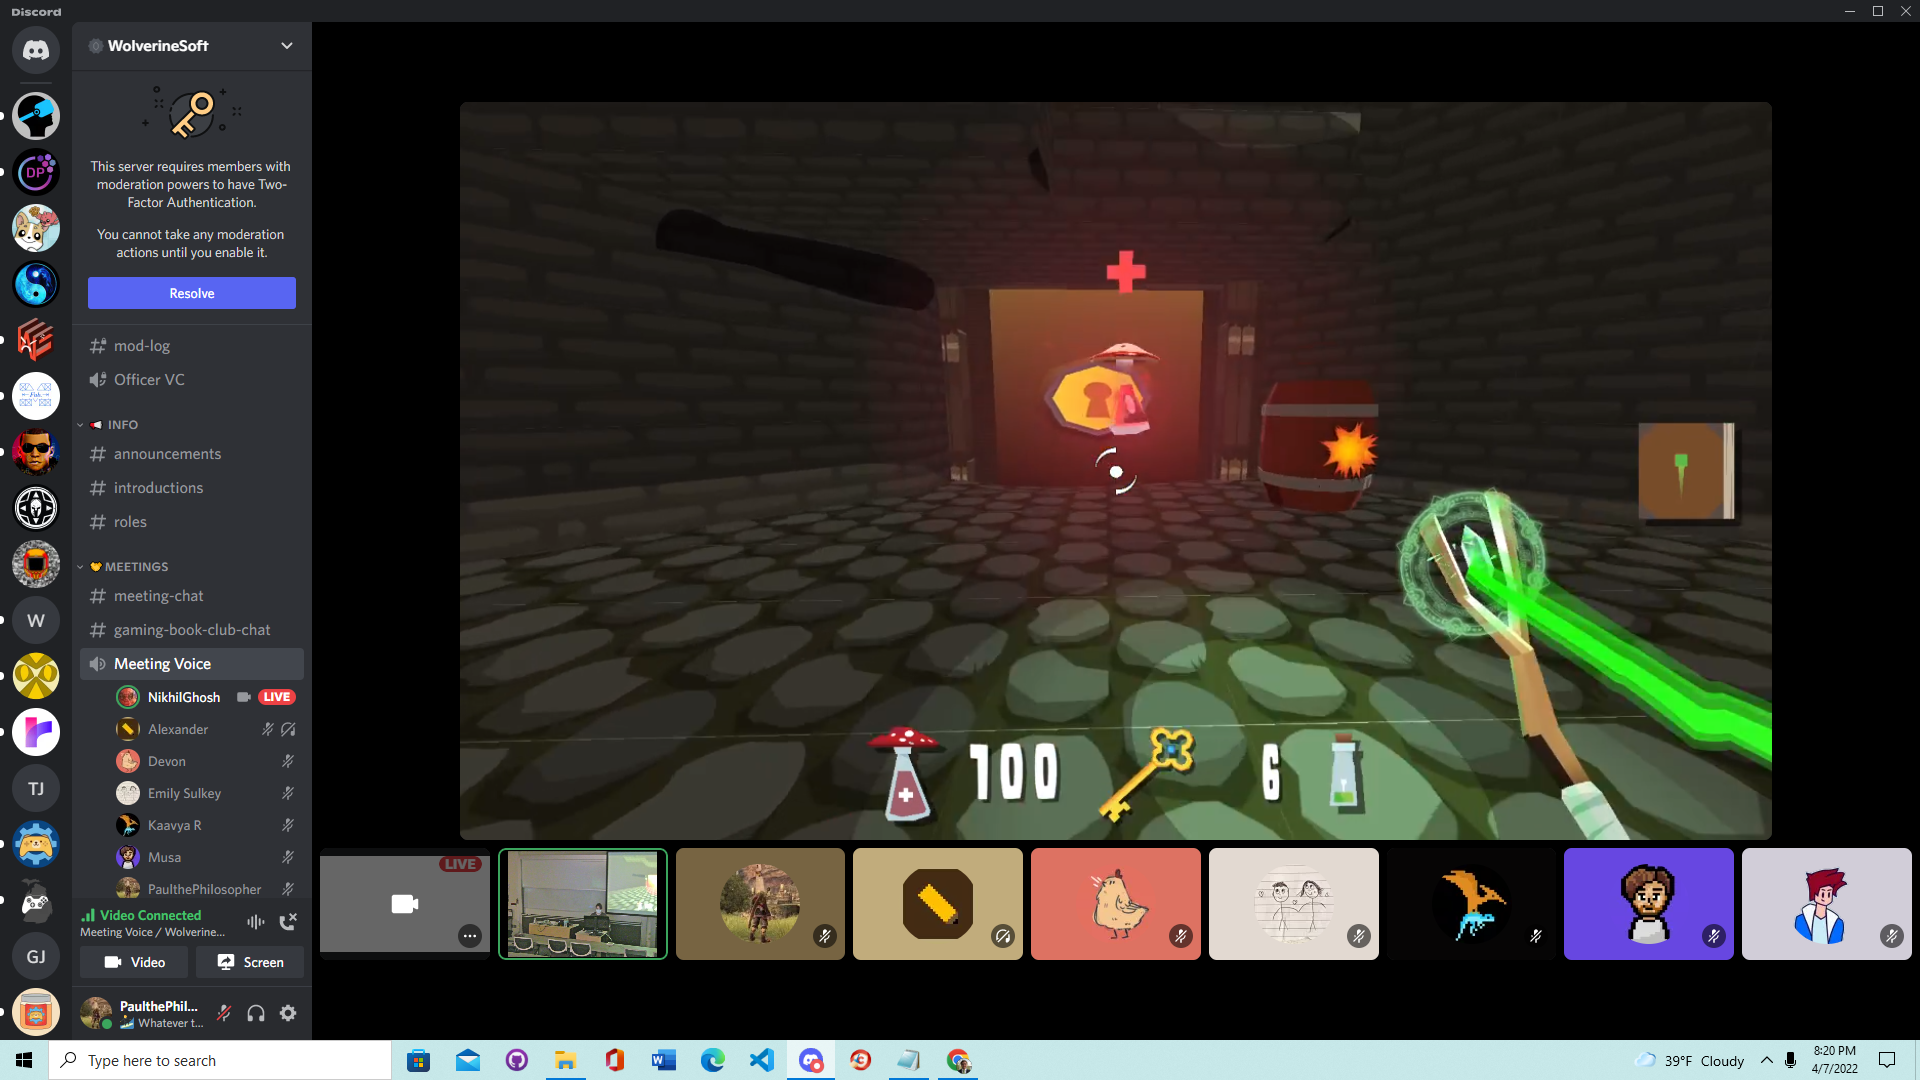 Discord
WolverineSoft
This server requires members with
moderation powers to have Two-
Factor Authentication.
You cannot take any moderation
actions until you enable it.
Resolve
mod-log
Officer VC
INFO
announcements
introductions
roles
MEETINGS
meeting-chat
gaming-book-club-chat
Meeting Voice
NikhilGhosh LIVE
Alexander
Devon
Emily Sulkey
Kaavya R
Musa
PaulthePhilosopher
Video Connected
Meeting Voice / Wolverine...
Video Screen
PaulthePhil...
Whatever t...
DP
W
TJ
GJ
100
6
LIVE
Type here to search
39°F Cloudy
8:20 PM
4/7/2022